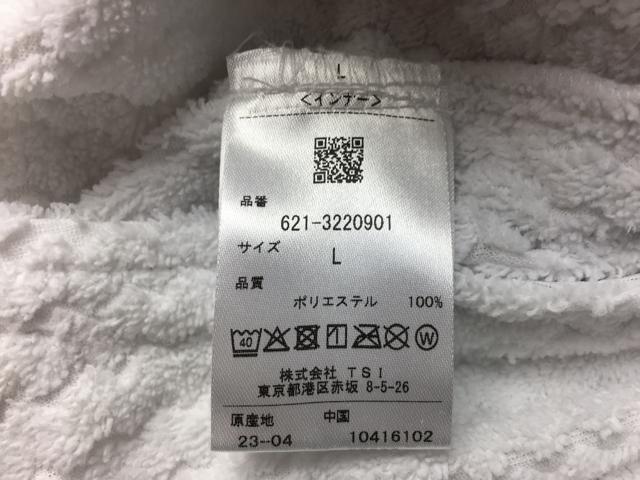 L
<インナー>
品番
621-3220901
サイズ
L
品質
ポリエステル 100%
40 W
株式会社 TSI
東京都港区赤坂 8-5-26
原産地 中国
23-04 10416102